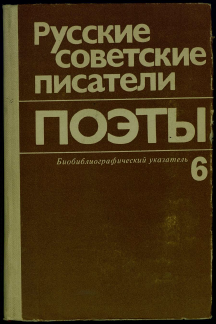 Русские
советские
писатели
ПОЭТЫ
Биобиблиографический указатель
6